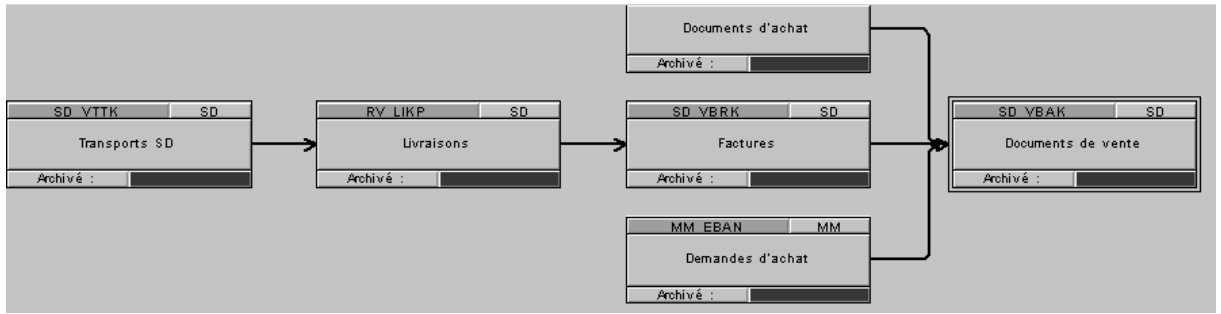 Documents d'achat
Archivé :
SD_VTTK SD
Transports SD
Archivé :
RV_LIKP SD
Livraisons
Archivé :
SD_VBRK SD
Factures
Archivé :
SD_VBAK SD
Documents de vente
Archivé :
MM_EBAN MM
Demandes d'achat
Archivé :